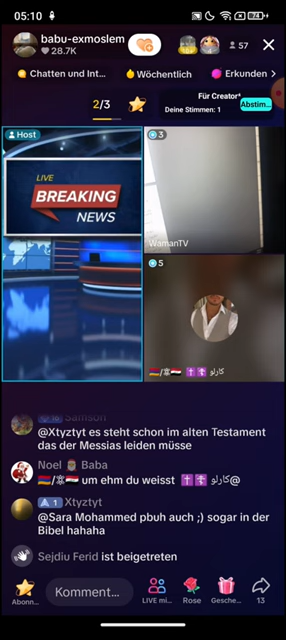 05:10
74
babu-exmoslem
28.7K
57
Chatten und Int...
Wöchentlich
Erkunden
2/3
Für Creator*
Deine Stimmen: 1
Abstim...
Host
LIVE
BREAKING
NEWS
3
WamanTV
5
كارلو
Samson
@Xtyztyt es steht schon im alten Testament
das der Messias leiden müsse
Noel Baba
um ehm du weisst كارلو@
1 Xtyztyt
@Sara Mohammed pbuh auch ;) sogar in der
Bibel hahaha
Sejdiu Ferid ist beigetreten
Abonn...
Komment...
LIVE mi...
Rose
Gesche...
13